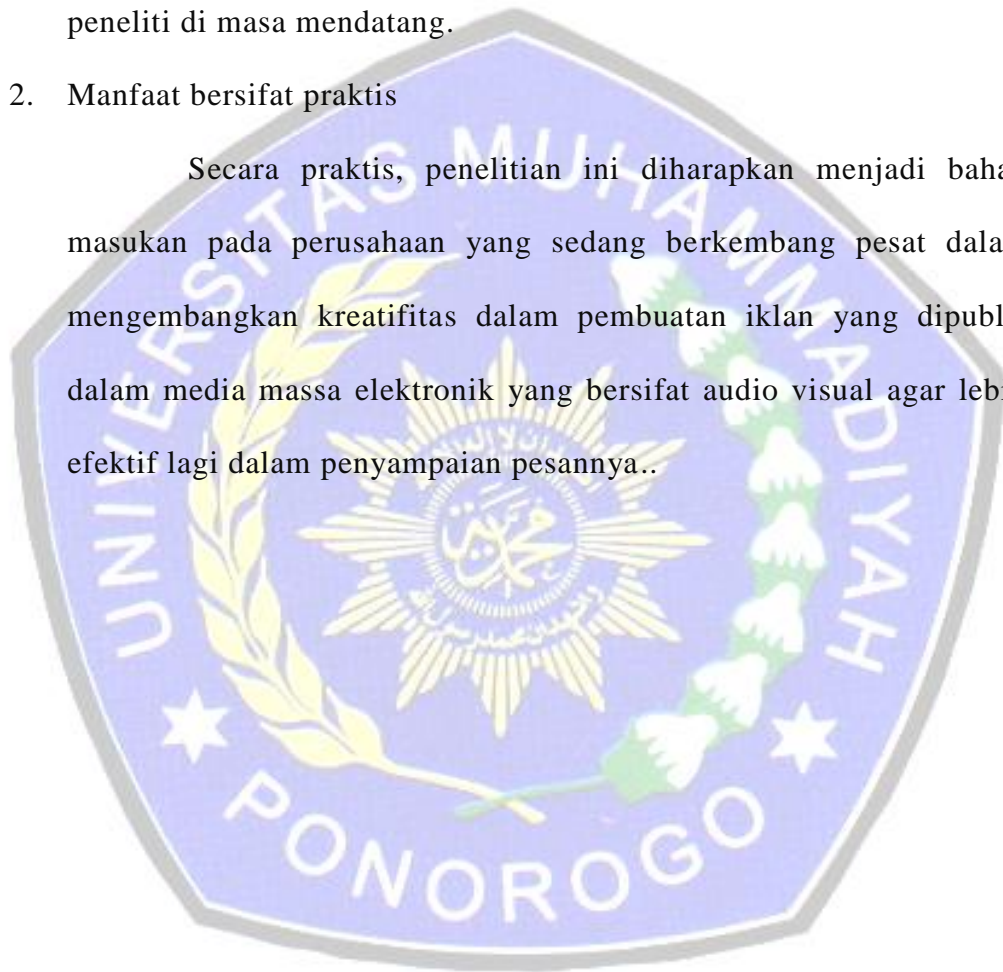 peneliti di masa mendatang.
2. Manfaat bersifat praktis
Secara praktis, penelitian ini diharapkan menjadi baha
masukan pada perusahaan yang sedang berkembang pesat dala
mengembangkan kreatifitas dalam pembuatan iklan yang dipubl
dalam media massa elektronik yang bersifat audio visual agar lebi
efektif lagi dalam penyampaian pesannya..
UNIVERSITAS MUHAMMADIYAH
PONOROGO
محمدية